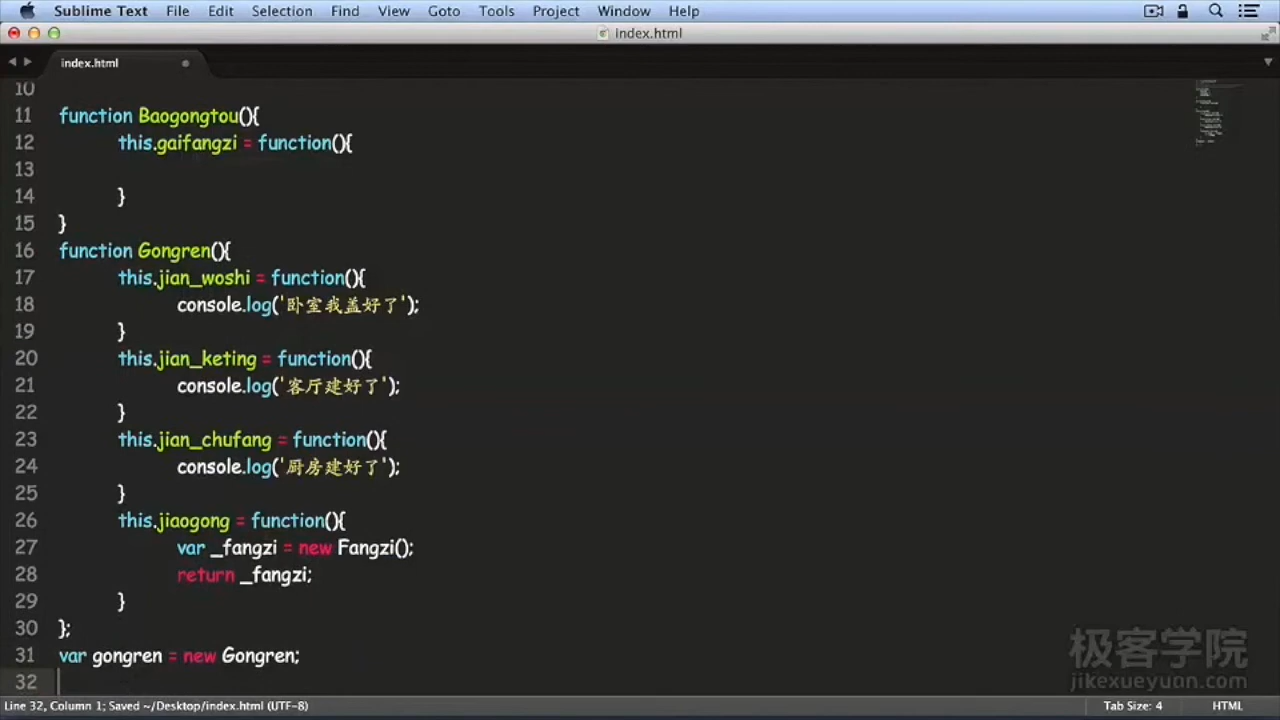 Sublime Text File Edit Selection Find View Goto Tools Project Window Help
index.html
index.html
10
11 function Baogongtou(){
12 this.gaifangzi = function(){
13
14 }
15 }
16 function Gongren(){
17 this.jian_woshi = function(){
18 console.log('卧室我盖好了');
19 }
20 this.jian_keting = function(){
21 console.log('客厅建好了');
22 }
23 this.jian_chufang = function(){
24 console.log('厨房建好了');
25 }
26 this.jiaogong = function(){
27 var _fangzi = new Fangzi();
28 return _fangzi;
29 }
30 };
31 var gongren = new Gongren;
32
极客学院
jikexueyuan.com
Line 32, Column 1; Saved ~/Desktop/index.html (UTF-8) Tab Size: 4 HTML